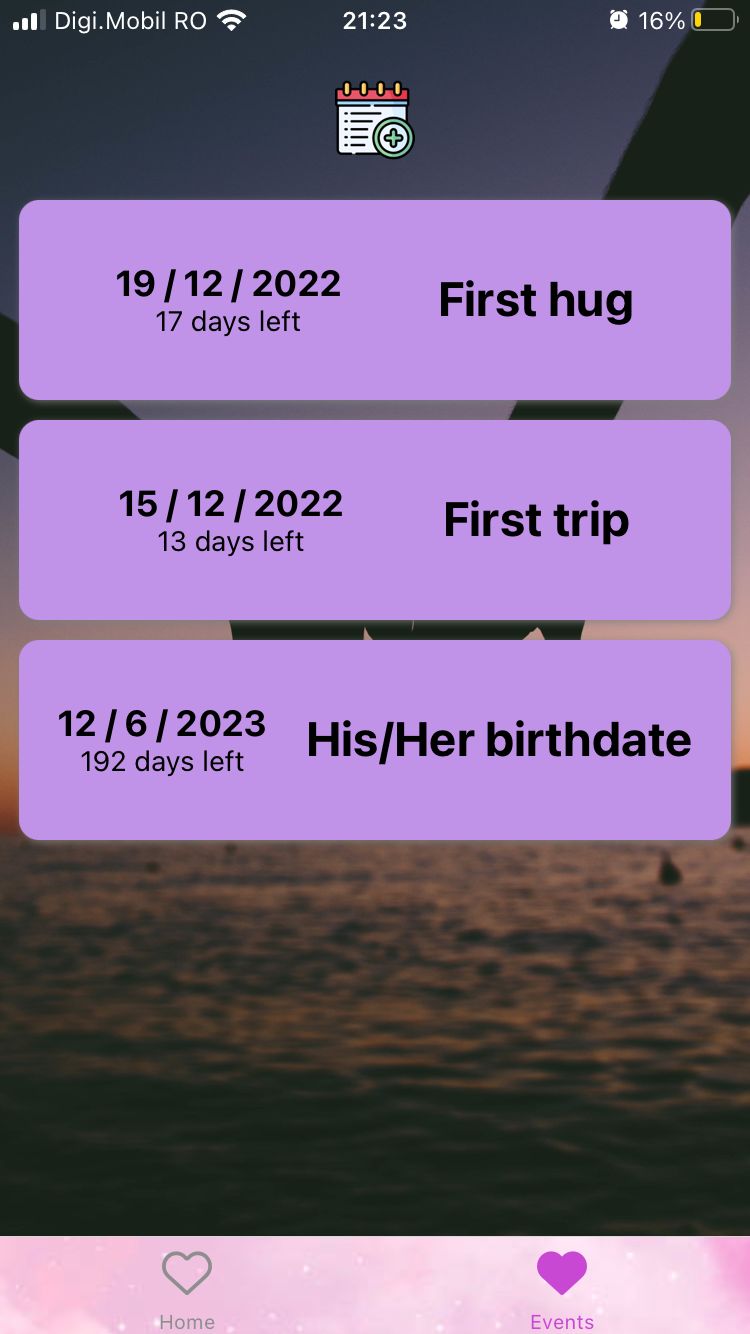 Digi.Mobil RO 21:23 16%
19 / 12 / 2022
17 days left
First hug
15 / 12 / 2022
13 days left
First trip
12 / 6 / 2023
192 days left
His/Her birthdate
Home
Events